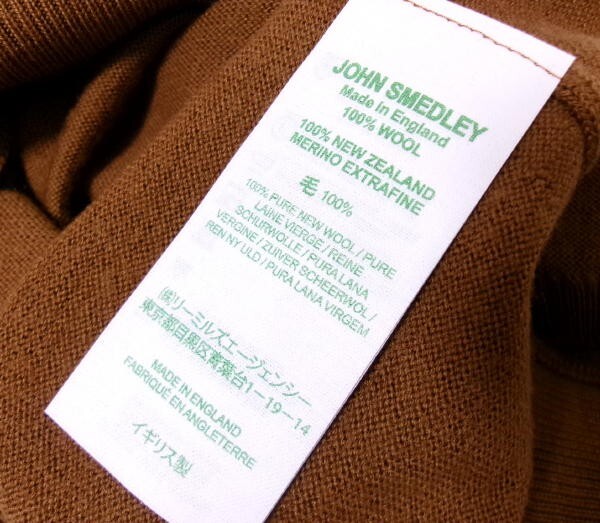 JOHN SMEDLEY
Made in England
100% WOOL
100% NEW ZEALAND
MERINO EXTRAFINE
毛 100%
100% PURE NEW WOOL / PURE
LAINE VIERGE / REINE
SCHURWOLLE / PURA LANA
VERGINE / ZUIVER SCHEERWOL /
REN NY ULD / PURA LANA VIRGEM
㈱リーミルズエージェンシー
東京都目黒区青葉台1-19-14
MADE IN ENGLAND
FABRIQUÉ EN ANGLETERRE
イギリス製